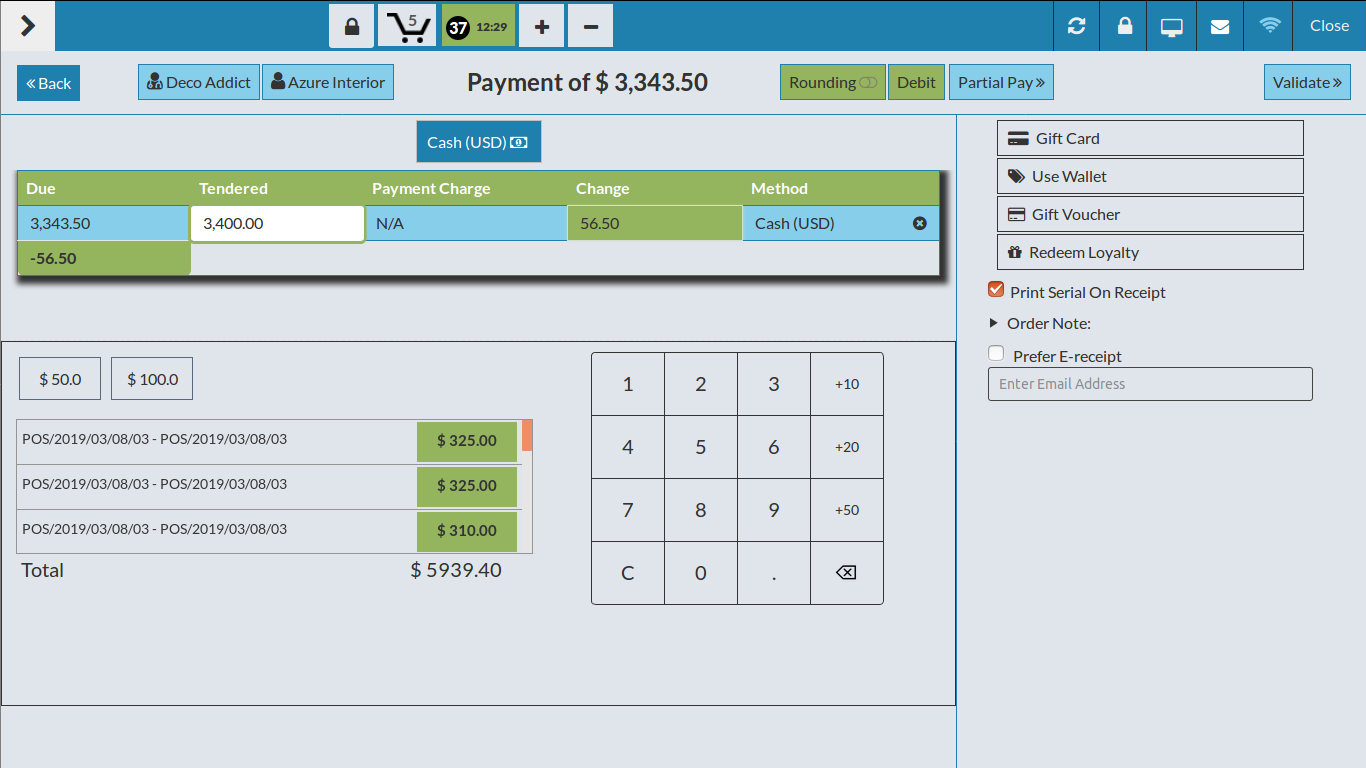 5 37 12:29 Close
Back Deco Addict Azure Interior Payment of $ 3,343.50 Rounding Debit Partial Pay Validate
Cash (USD)
Due Tendered Payment Charge Change Method
3,343.50 3,400.00 N/A 56.50 Cash (USD)
-56.50
Gift Card
Use Wallet
Gift Voucher
Redeem Loyalty
Print Serial On Receipt
Order Note:
Prefer E-receipt
Enter Email Address
$ 50.0 $ 100.0
POS/2019/03/08/03 - POS/2019/03/08/03 $ 325.00
POS/2019/03/08/03 - POS/2019/03/08/03 $ 325.00
POS/2019/03/08/03 - POS/2019/03/08/03 $ 310.00
Total $ 5939.40
1 2 3 +10
4 5 6 +20
7 8 9 +50
C 0 .